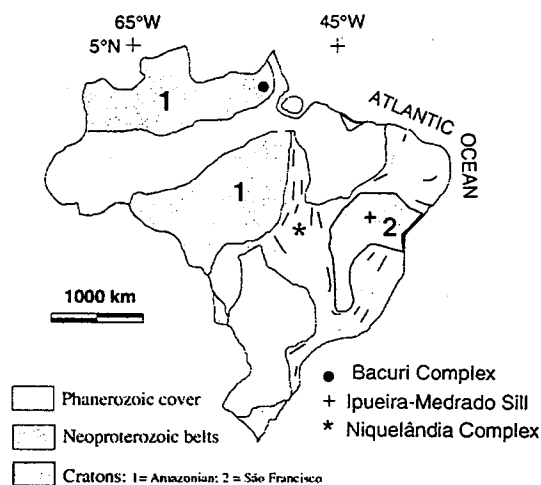 65°W 45°W
5°N
1
ATLANTIC OCEAN
1
2
*
1000 km
Phanerozoic cover
Neoproterozoic belts
Cratons: 1= Amazonian; 2 = São Francisco
● Bacuri Complex
+ Ipueira-Medrado Sill
* Niquelândia Complex